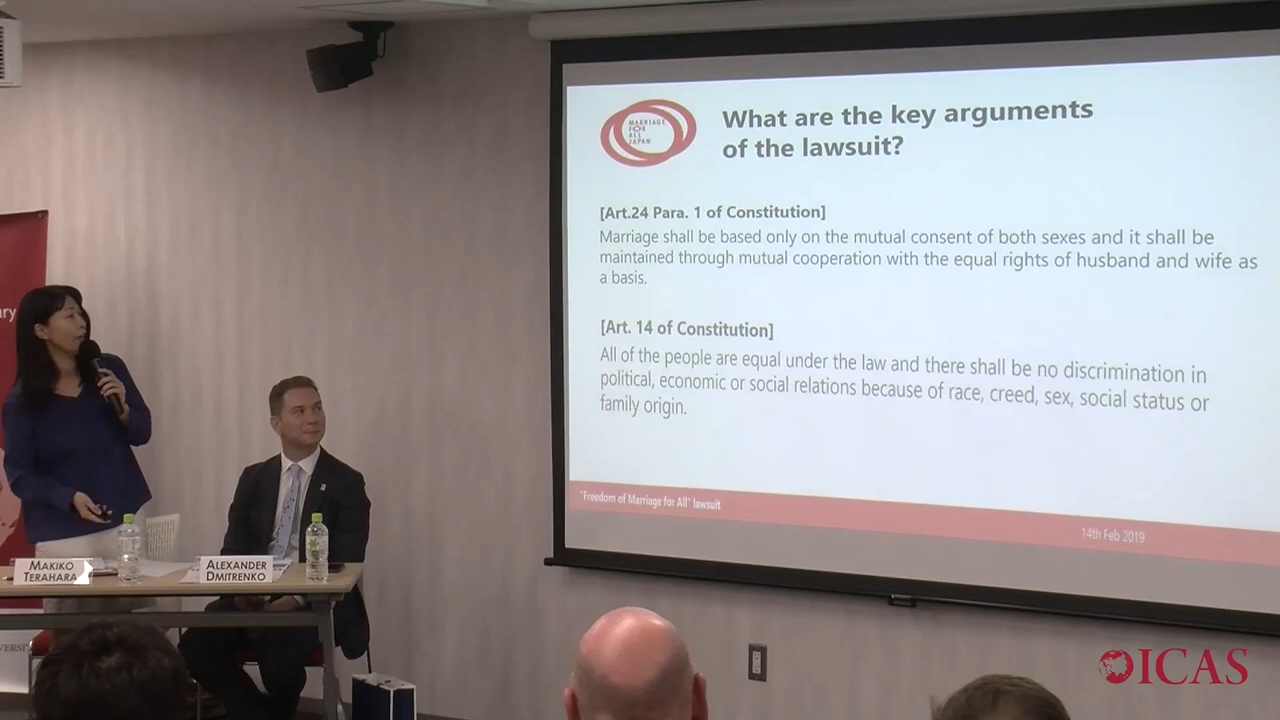 MARRIAGE
FOR
ALL
JAPAN
What are the key arguments
of the lawsuit?
[Art.24 Para. 1 of Constitution]
Marriage shall be based only on the mutual consent of both sexes and it shall be
maintained through mutual cooperation with the equal rights of husband and wife as
a basis.
[Art. 14 of Constitution]
All of the people are equal under the law and there shall be no discrimination in
political, economic or social relations because of race, creed, sex, social status or
family origin.
"Freedom of Marriage for All" lawsuit
14th Feb 2019
MAKIKO
TERAHARA
ALEXANDER
DMITRENKO
ICAS